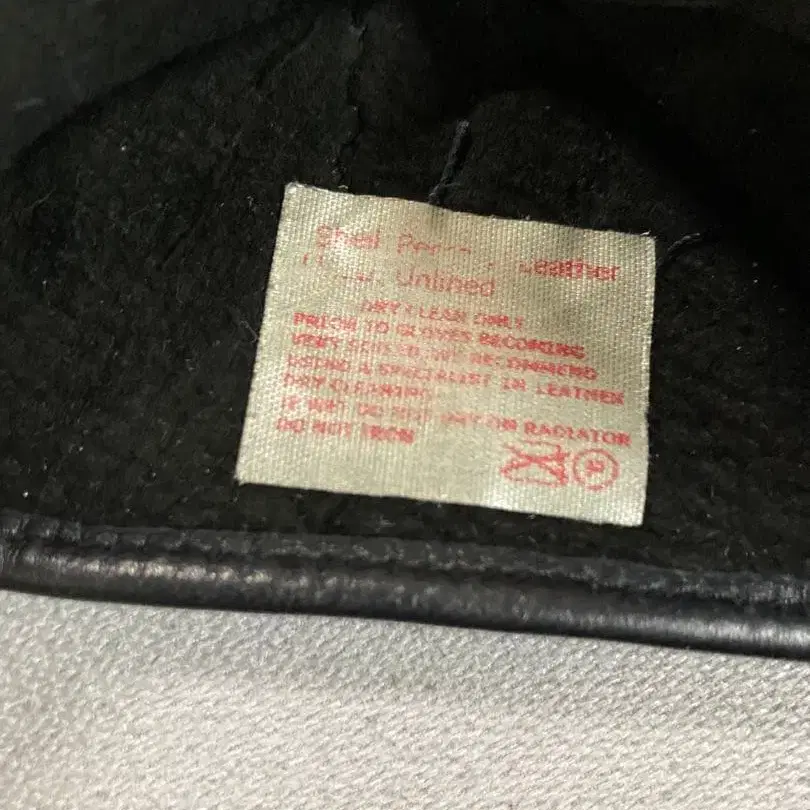 Shell Leather
Unlined
DRY CLEAN ONLY
PRIOR TO GLOVES BECOMING
VERY SOILED, WE RECOMMEND
USING A SPECIALIST IN LEATHER
DRY CLEANING
IF WET DO NOT DRY ON RADIATOR
DO NOT IRON